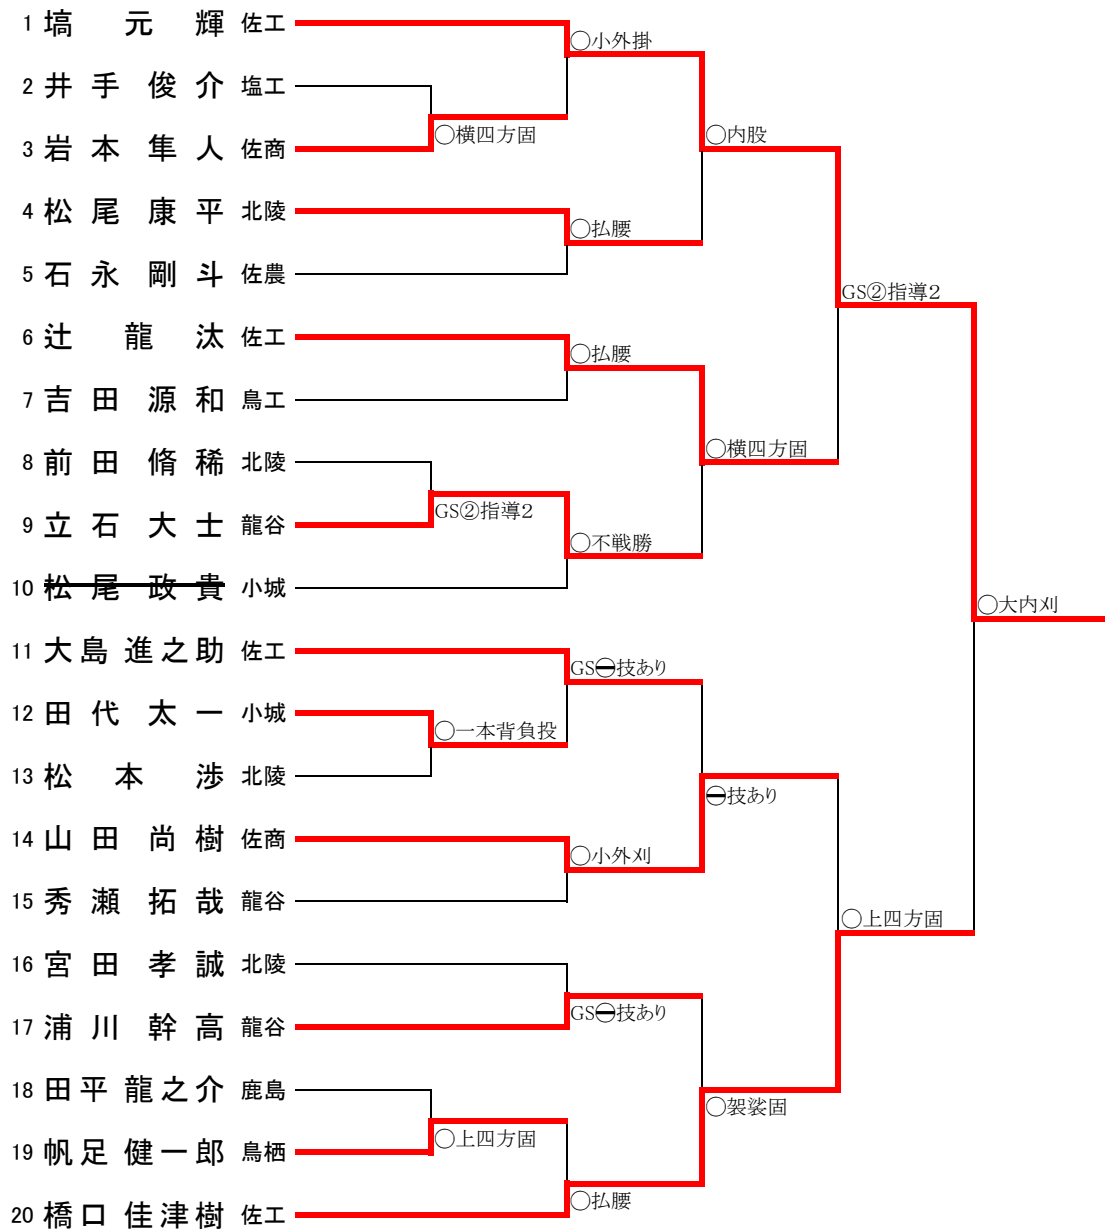 1 塙元輝 佐工
○小外掛
2 井手俊介 塩工
○横四方固
○内股
3 岩本隼人 佐商
4 松尾康平 北陵
○払腰
5 石永剛斗 佐農
GS②指導2
6 辻龍汰 佐工
○払腰
7 吉田源和 鳥工
○横四方固
8 前田脩稀 北陵
GS②指導2
9 立石大士 龍谷
○不戦勝
10 松尾政貴 小城
○大内刈
11 大島進之助 佐工
GS㊀技あり
12 田代太一 小城
○一本背負投
13 松本渉 北陵
㊀技あり
14 山田尚樹 佐商
○小外刈
15 秀瀬拓哉 龍谷
○上四方固
16 宮田孝誠 北陵
GS㊀技あり
17 浦川幹高 龍谷
18 田平龍之介 鹿島
○袈裟固
○上四方固
19 帆足健一郎 鳥栖
○払腰
20 橋口佳津樹 佐工